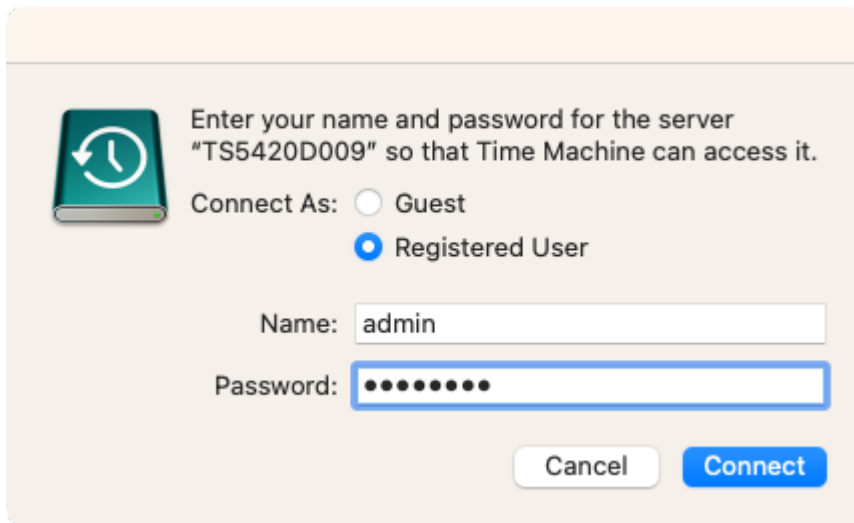 Enter your name and password for the server
“TS5420D009” so that Time Machine can access it.
Connect As: Guest
Registered User
Name: admin
Password: ••••••••
Cancel Connect